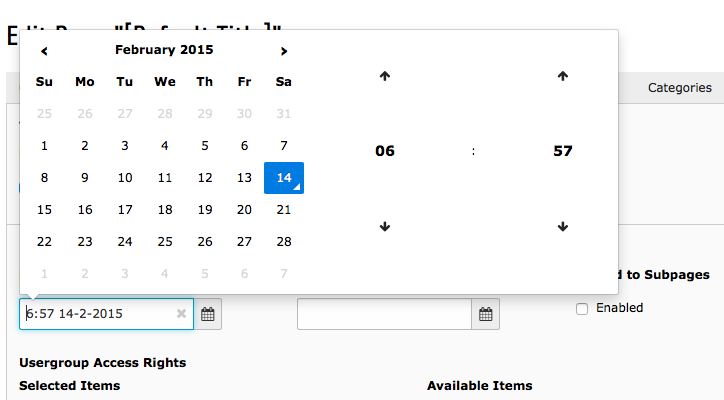 February 2015
Su Mo Tu We Th Fr Sa
25 26 27 28 29 30 31
1 2 3 4 5 6 7
8 9 10 11 12 13 14
15 16 17 18 19 20 21
22 23 24 25 26 27 28
1 2 3 4 5 6 7
06 : 57
Categories
d to Subpages
6:57 14-2-2015
Enabled
Usergroup Access Rights
Selected Items
Available Items